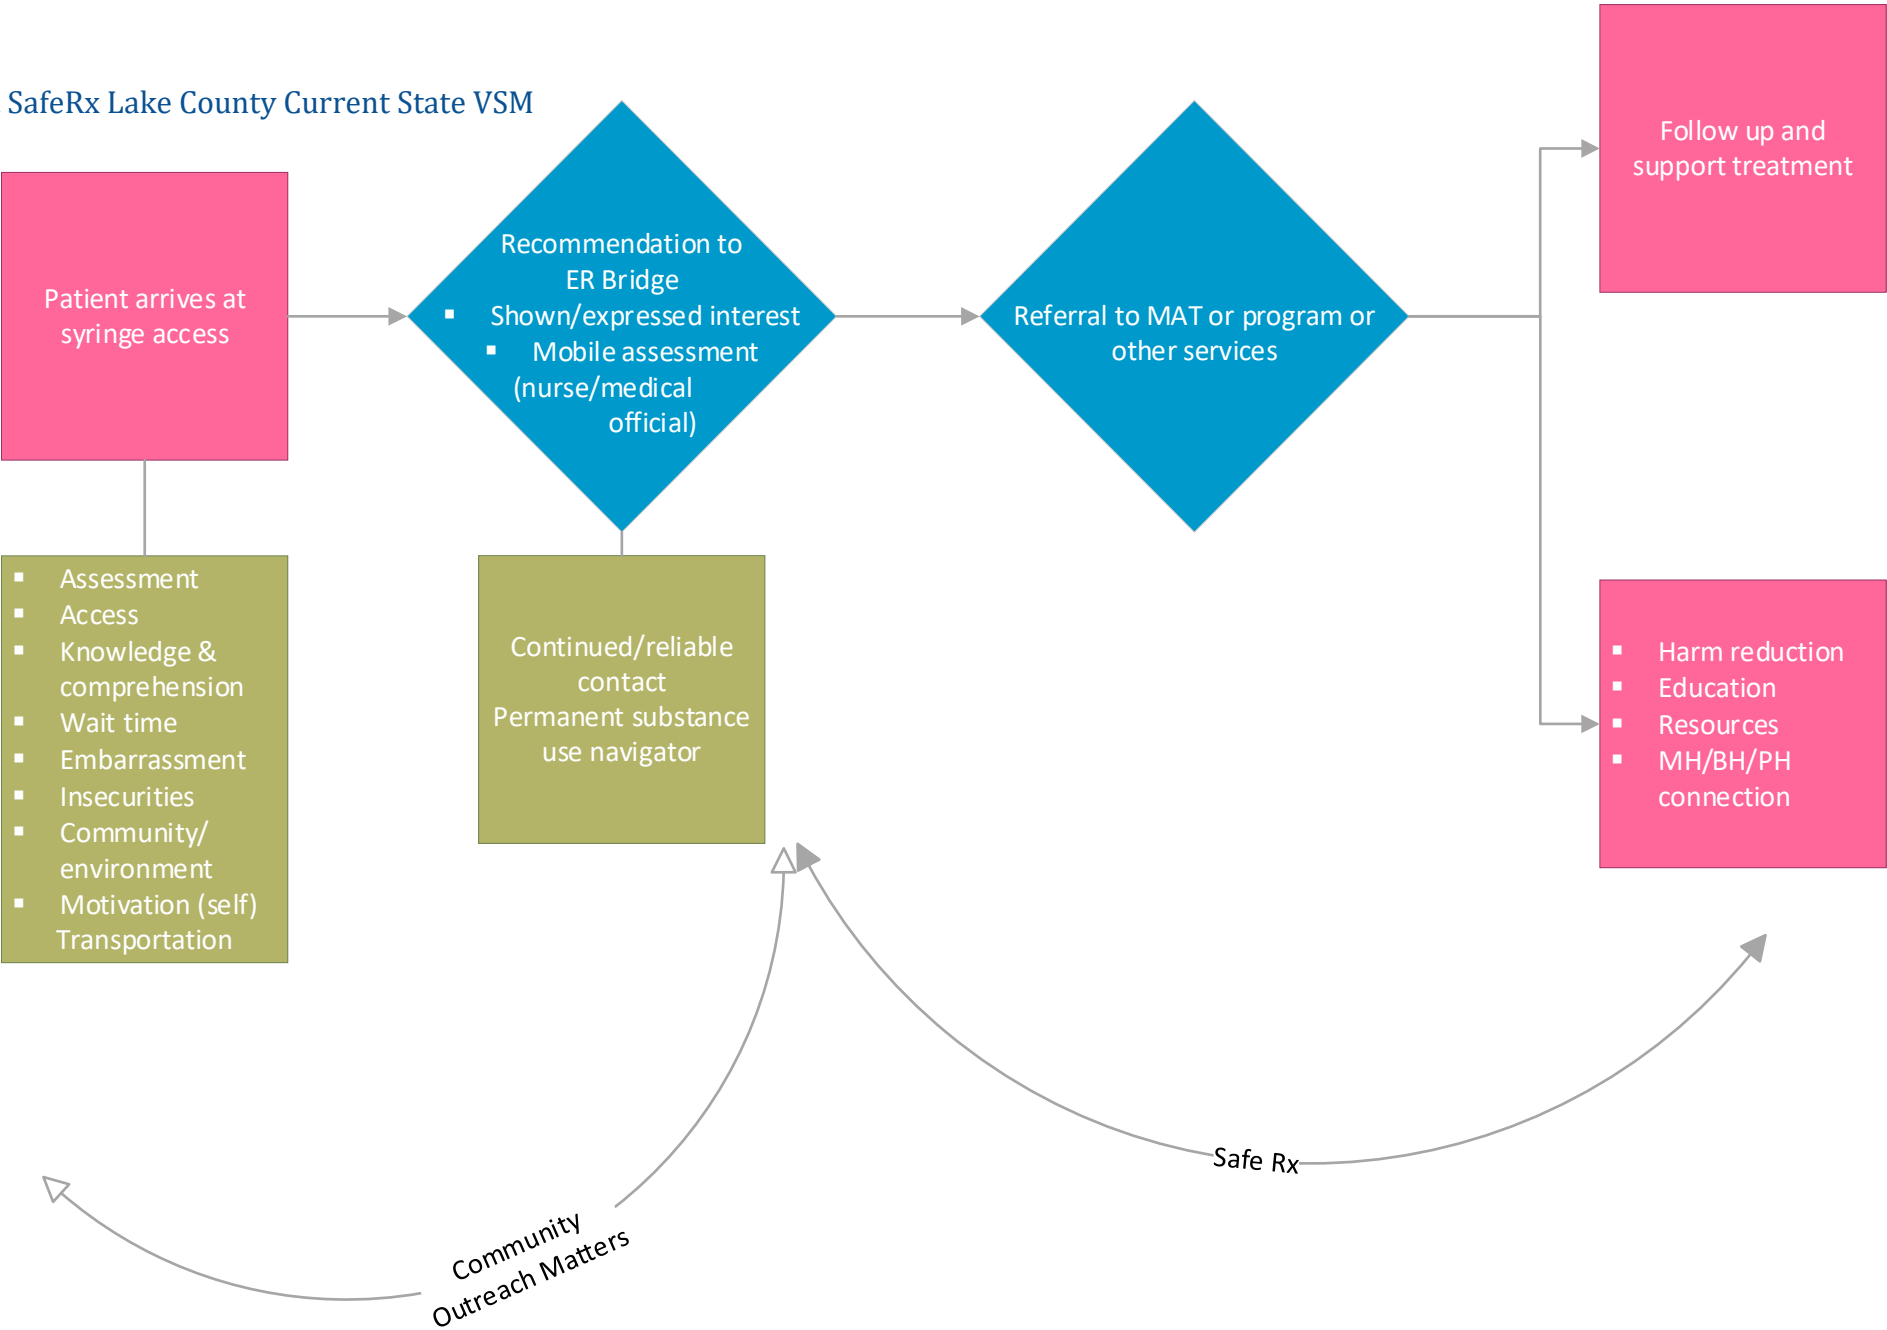 SafeRx Lake County Current State VSM
Patient arrives at
syringe access
Recommendation to
ER Bridge
▪ Shown/expressed interest
▪ Mobile assessment
(nurse/medical
official)
Referral to MAT or program or
other services
Follow up and
support treatment
▪ Assessment
▪ Access
▪ Knowledge &
comprehension
▪ Wait time
▪ Embarrassment
▪ Insecurities
▪ Community/
environment
▪ Motivation (self)
Transportation
Continued/reliable
contact
Permanent substance
use navigator
▪ Harm reduction
▪ Education
▪ Resources
▪ MH/BH/PH
connection
Safe Rx
Community
Outreach Matters